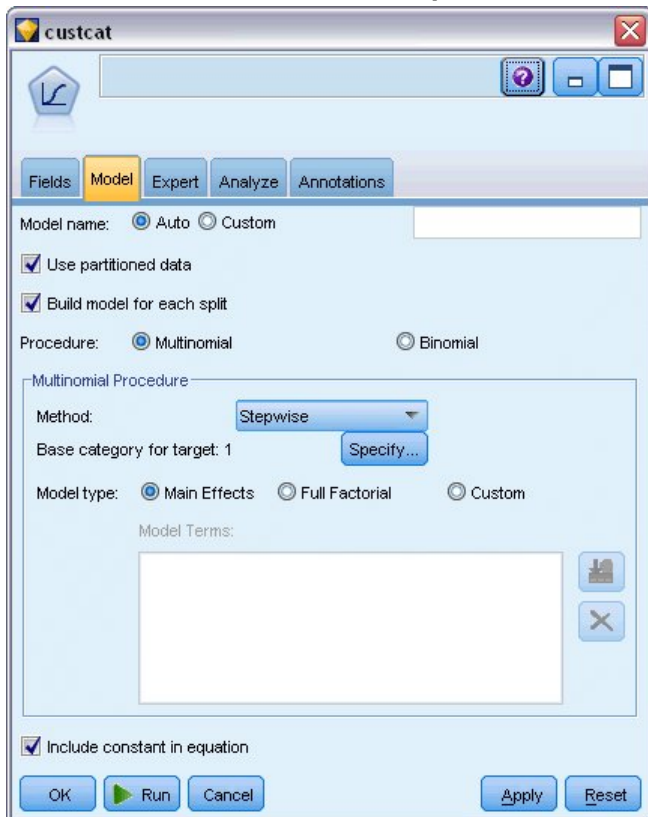 custcat
Fields Model Expert Analyze Annotations
Model name: Auto Custom
Use partitioned data
Build model for each split
Procedure: Multinomial Binomial
Multinomial Procedure
Method: Stepwise
Base category for target: 1 Specify...
Model type: Main Effects Full Factorial Custom
Model Terms:
Include constant in equation
OK Run Cancel Apply Reset